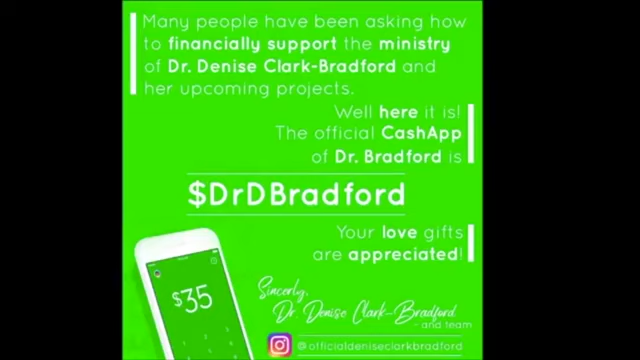 Many people have been asking how
to financially support the ministry
of Dr. Denise Clark-Bradford and
her upcoming projects.
Well here it is!
The official CashApp
of Dr. Bradford is
$DrDBradford
Your love gifts
are appreciated!
$35
Sincerly,
Dr. Denise Clark-Bradford
- and team
@officialdeniseclarkbradford